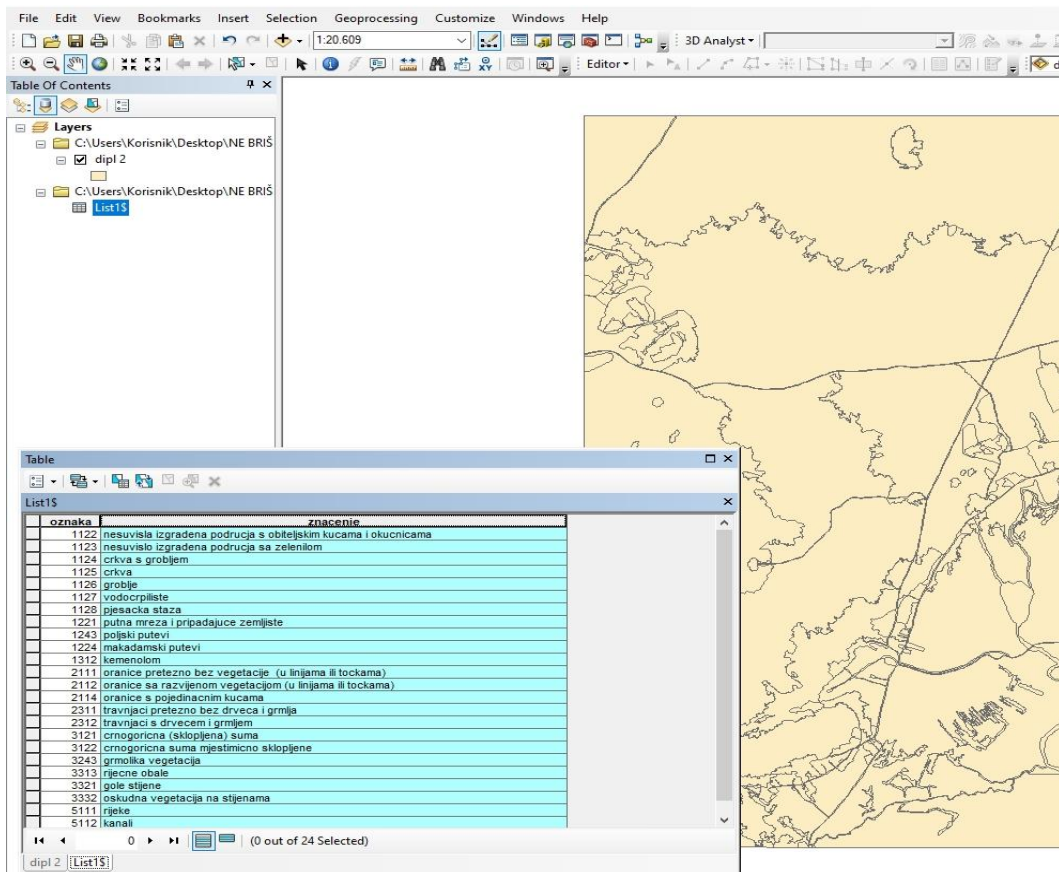 File Edit View Bookmarks Insert Selection Geoprocessing Customize Windows Help
1:20.609
3D Analyst
Editor
Table Of Contents
Layers
C:\Users\Korisnik\Desktop\NE BRIŠ
dipl 2
C:\Users\Korisnik\Desktop\NE BRIŠ
List1$
Table
List1$
oznaka znacenie
1122 nesuvisla izgradena podrucja s obiteljskim kucama i okucnicama
1123 nesuvislo izgradena podrucja sa zelenilom
1124 crkva s grobljem
1125 crkva
1126 groblje
1127 vodocrpiliste
1128 pjesacka staza
1221 putna mreza i pripadajuce zemljiste
1243 poljski putevi
1224 makadamski putevi
1312 kemenolom
2111 oranice pretezno bez vegetacije (u linijama ili tockama)
2112 oranice sa razvijenom vegetacijom (u linijama ili tockama)
2114 oranice s pojedinacnim kucama
2311 travnjaci pretezno bez drveca i grmlja
2312 travnjaci s drvecem i grmljem
3121 crnogoricna (sklopljena) suma
3122 crnogoricna suma mjestimicno sklopljene
3243 grmolika vegetacija
3313 rijecne obale
3321 gole stijene
3332 oskudna vegetacija na stijenama
5111 rijeke
5112 kanali
0 (0 out of 24 Selected)
dipl 2 List1$